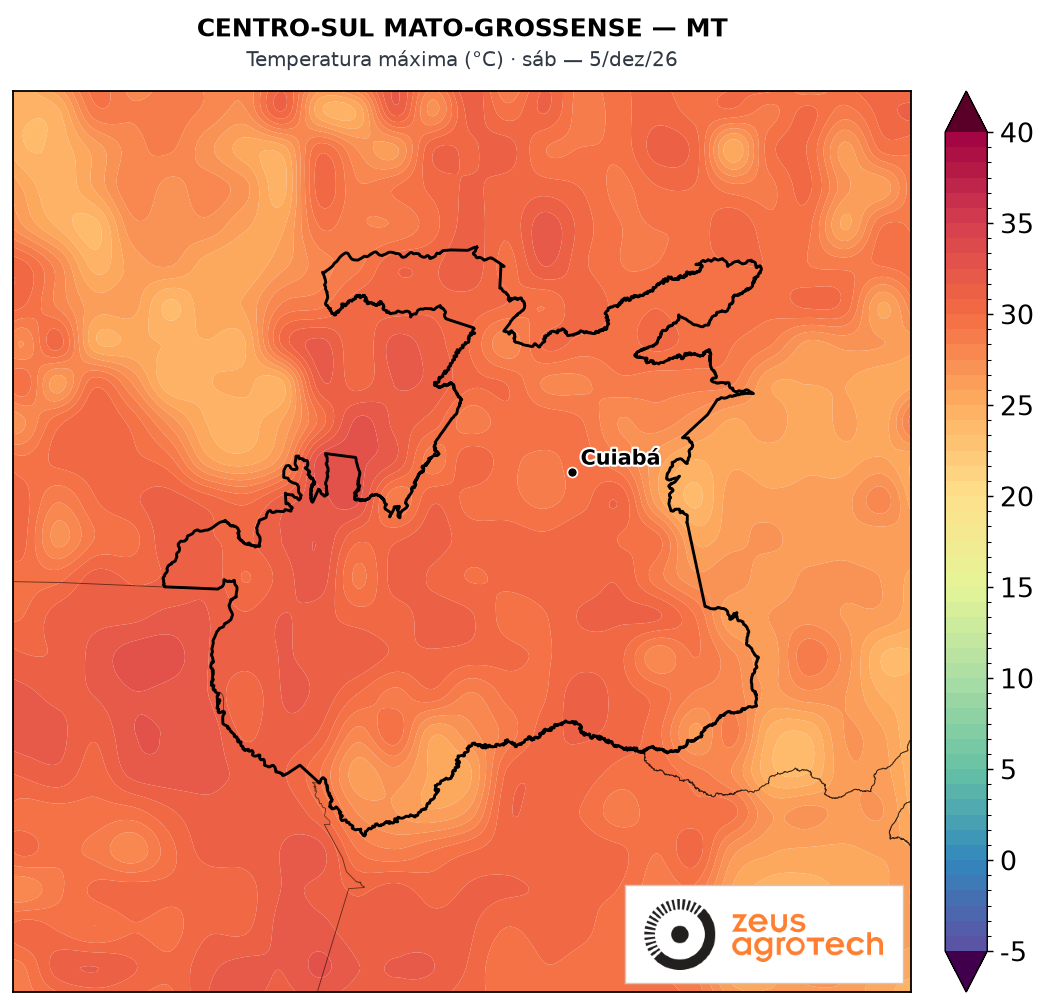 CENTRO-SUL MATO-GROSSENSE — MT
Temperatura máxima (°C) · sáb — 5/dez/26
40
35
30
25
20
15
10
5
0
-5
Cuiabá
zeus
agrotech